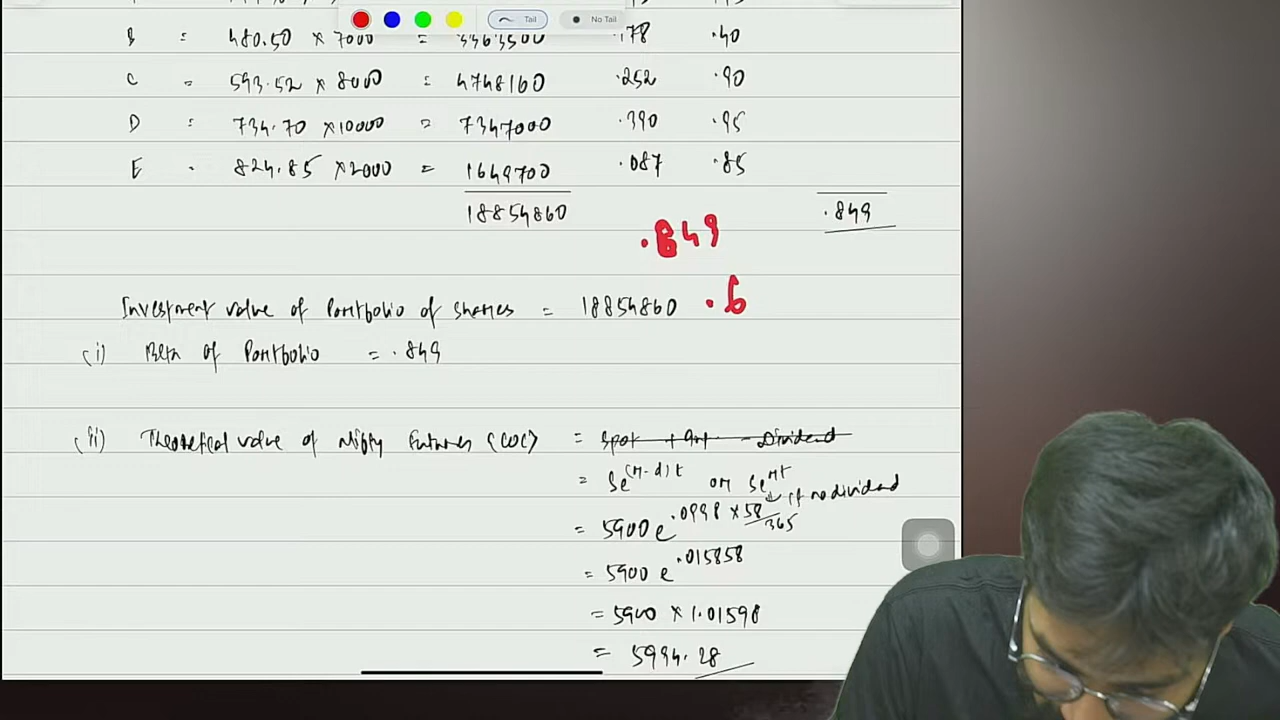 Tail No Tail
B = 480.50 × 7000 = 3363500 .178 .40
C = 593.52 × 8000 = 4748160 .252 .90
D = 734.70 × 10000 = 7347000 .390 .95
E = 824.85 × 2000 = 1649700 .087 .85
18854860 .849
.849
Investment value of Portfolio of shares = 18854860 .6
(i) Beta of Portfolio = .849
(ii) Theoretical value of Nifty Futures (COC) = Spot + Int - Dividend
= Se^(r-d)t or Se^rt
→ if no dividend
= 5900 e^.0998 × 58/365
= 5900 e^.015858
= 5900 × 1.01598
= 5994.28